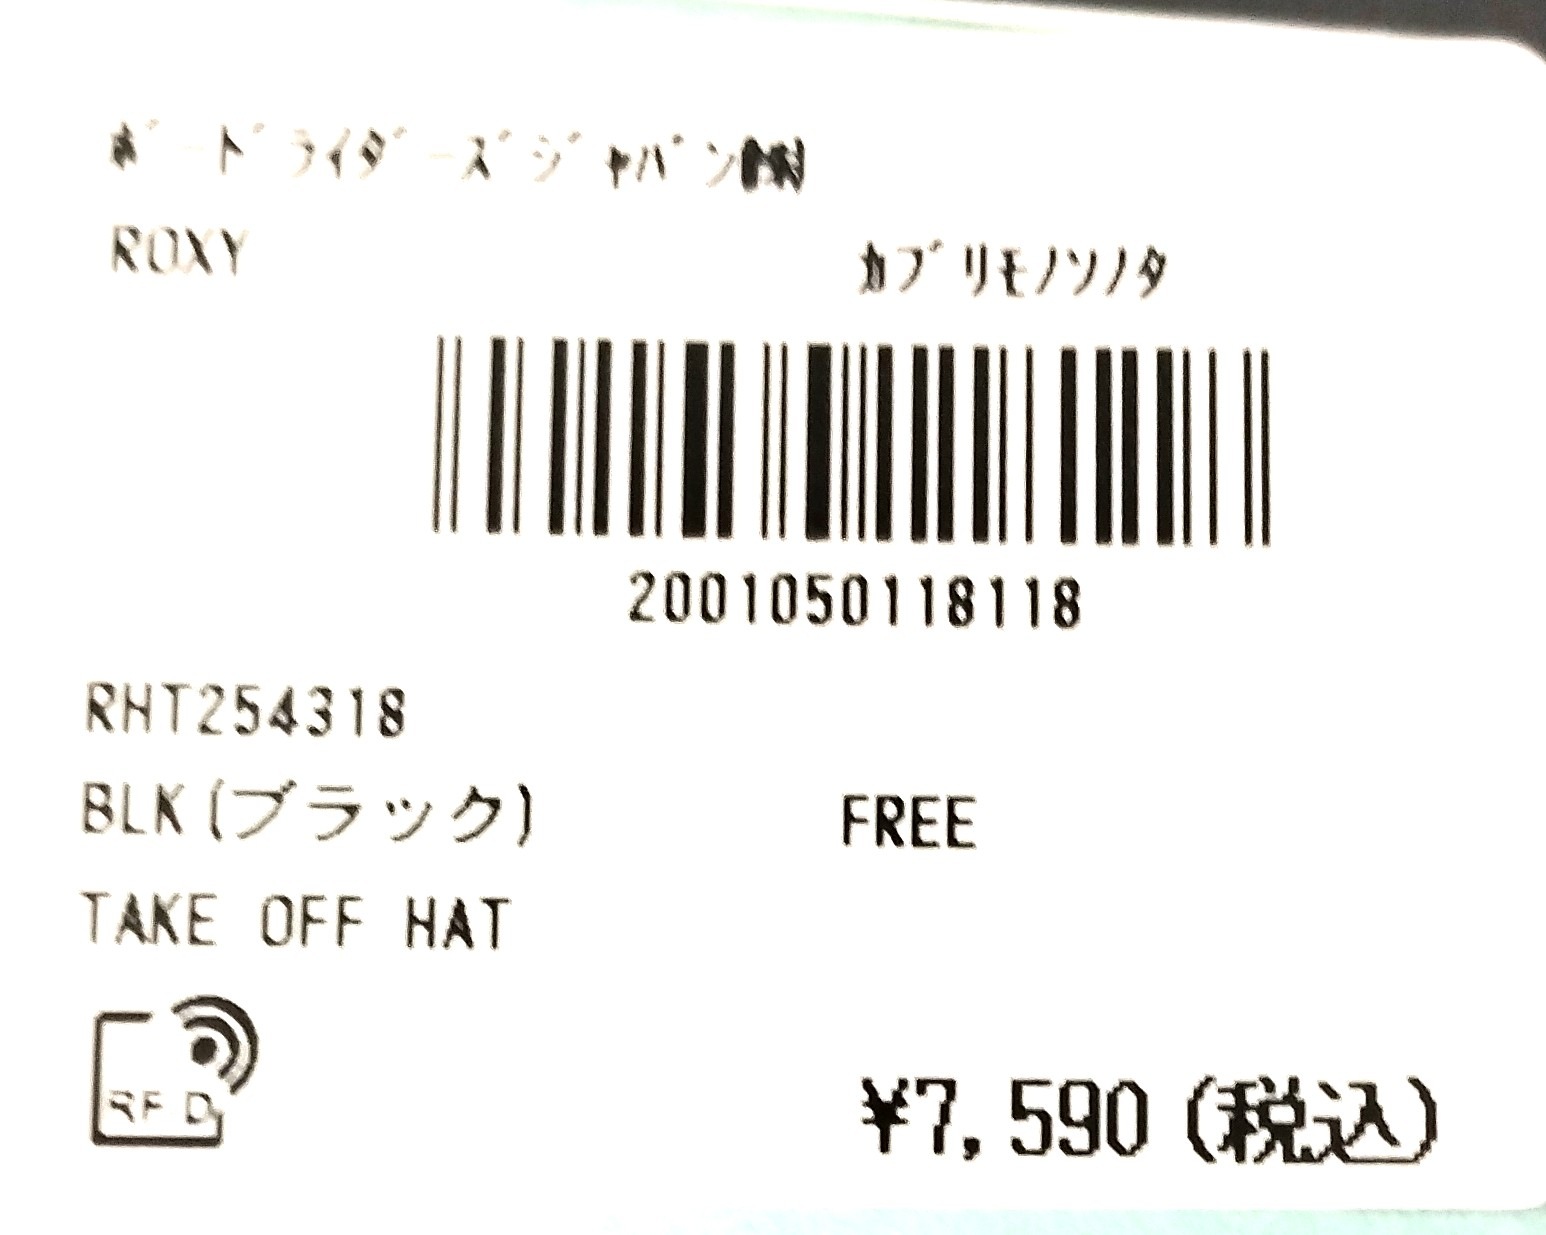 ボードライダーズジャパン
ROXY
カブリモノソノタ
2001050118118
RHT254318
BLK(ブラック)
FREE
TAKE OFF HAT
RFID
¥7,590(税込)